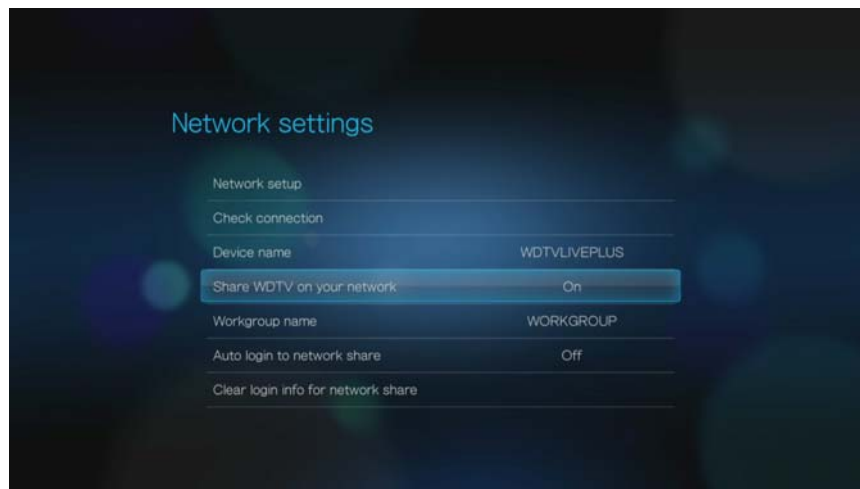 Network settings
Network setup
Check connection
Device name WDTVLIVEPLUS
Share WDTV on your network On
Workgroup name WORKGROUP
Auto login to network share Off
Clear login info for network share